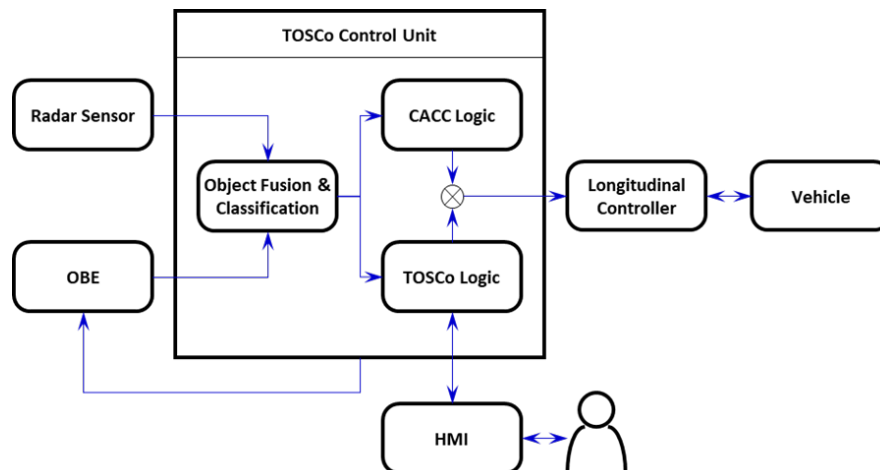 TOSCo Control Unit
Radar Sensor
CACC Logic
Object Fusion &
Classification
Longitudinal
Controller
Vehicle
OBE
TOSCo Logic
HMI